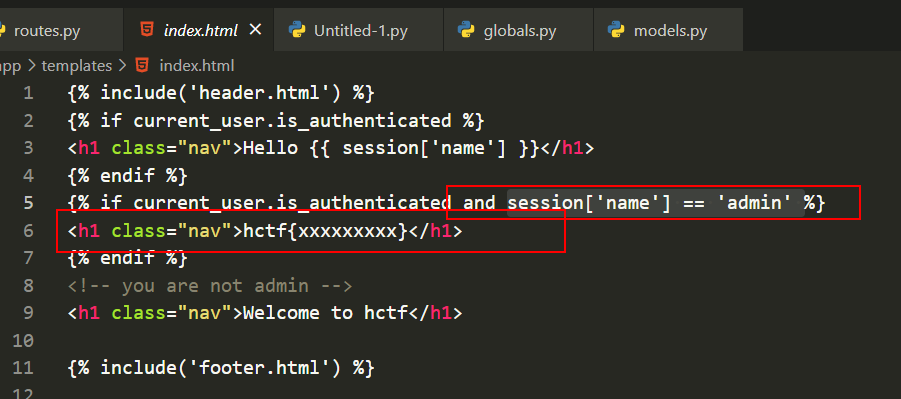 routes.py index.html Untitled-1.py globals.py models.py
app > templates > index.html
1 {% include('header.html') %}
2 {% if current_user.is_authenticated %}
3 <h1 class="nav">Hello {{ session['name'] }}</h1>
4 {% endif %}
5 {% if current_user.is_authenticated and session['name'] == 'admin' %}
6 <h1 class="nav">hctf{xxxxxxxxx}</h1>
7 {% endif %}
8 <!-- you are not admin -->
9 <h1 class="nav">Welcome to hctf</h1>
10
11 {% include('footer.html') %}
12